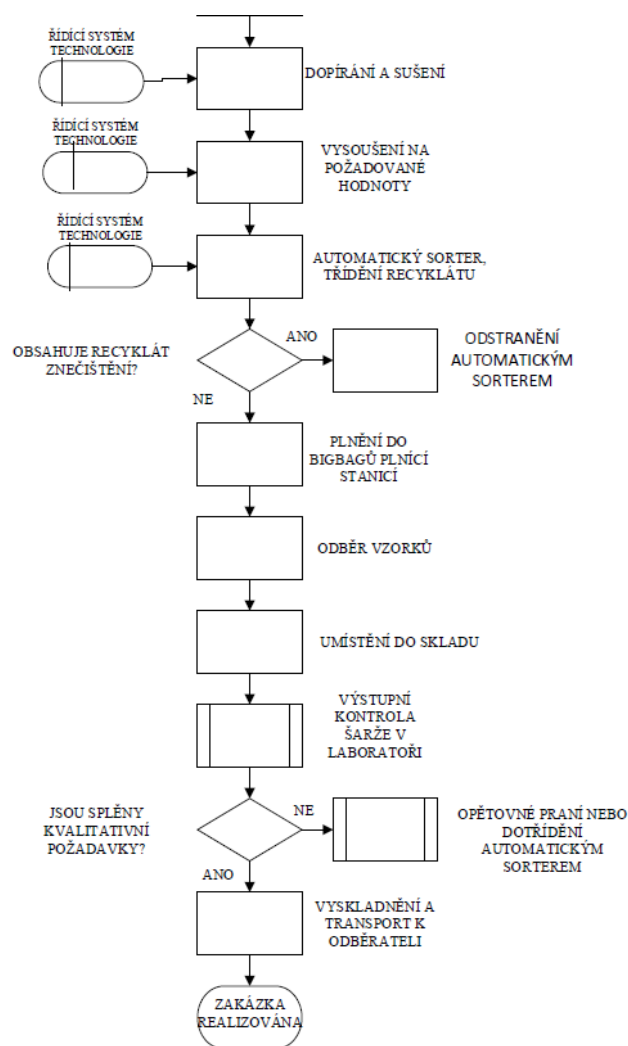 ŘÍDÍCÍ SYSTÉM
TECHNOLOGIE
DOPÍRÁNÍ A SUŠENÍ
ŘÍDÍCÍ SYSTÉM
TECHNOLOGIE
VYSOUŠENÍ NA
POŽADOVANÉ
HODNOTY
ŘÍDÍCÍ SYSTÉM
TECHNOLOGIE
AUTOMATICKÝ SORTER,
TŘÍDĚNÍ RECYKLÁTU
OBSAHUJE RECYKLÁT
ZNEČIŠTĚNÍ?
ANO
ODSTRANĚNÍ
AUTOMATICKÝM
SORTEREM
NE
PLNĚNÍ DO
BIGBAGŮ PLNÍCÍ
STANICÍ
ODBĚR VZORKŮ
UMÍSTĚNÍ DO SKLADU
VÝSTUPNÍ
KONTROLA
ŠARŽE V
LABORATOŘI
JSOU SPLĚNY
KVALITATIVNÍ
POŽADAVKY?
NE
OPĚTOVNÉ PRANÍ NEBO
DOTŘÍDĚNÍ
AUTOMATICKÝM
SORTEREM
ANO
VYSKLADNĚNÍ A
TRANSPORT K
ODBĚRATELI
ZAKÁZKA
REALIZOVÁNA